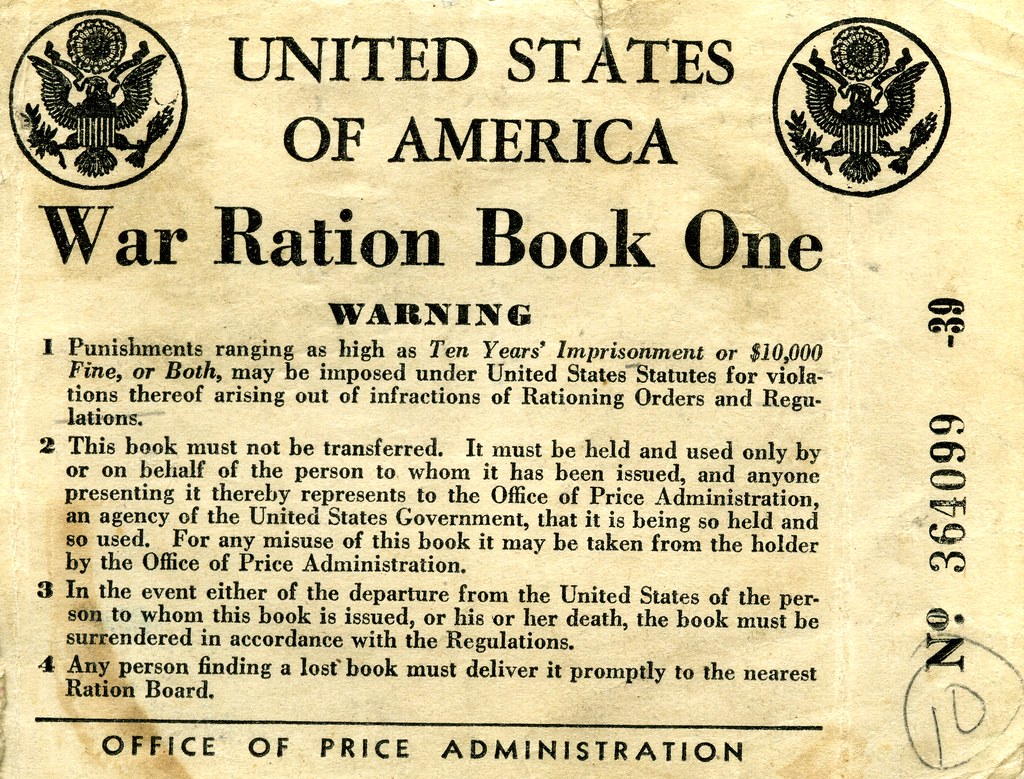 UNITED STATES
OF AMERICA
War Ration Book One
WARNING
1 Punishments ranging as high as Ten Years' Imprisonment or $10,000
Fine, or Both, may be imposed under United States Statutes for viola-
tions thereof arising out of infractions of Rationing Orders and Regu-
lations.
2 This book must not be transferred. It must be held and used only by
or on behalf of the person to whom it has been issued, and anyone
presenting it thereby represents to the Office of Price Administration,
an agency of the United States Government, that it is being so held and
so used. For any misuse of this book it may be taken from the holder
by the Office of Price Administration.
3 In the event either of the departure from the United States of the per-
son to whom this book is issued, or his or her death, the book must be
surrendered in accordance with the Regulations.
4 Any person finding a lost book must deliver it promptly to the nearest
Ration Board.
OFFICE OF PRICE ADMINISTRATION
No. 364099 -39
10